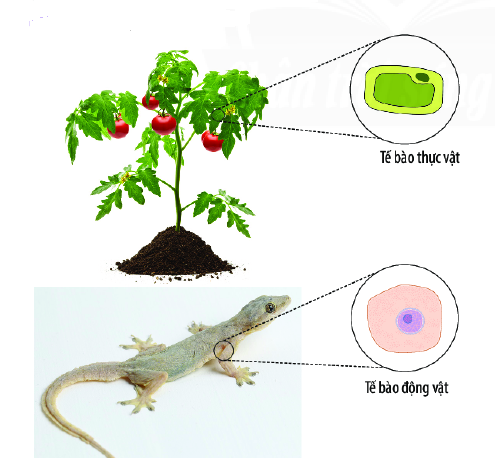 Tế bào thực vật
Tế bào động vật